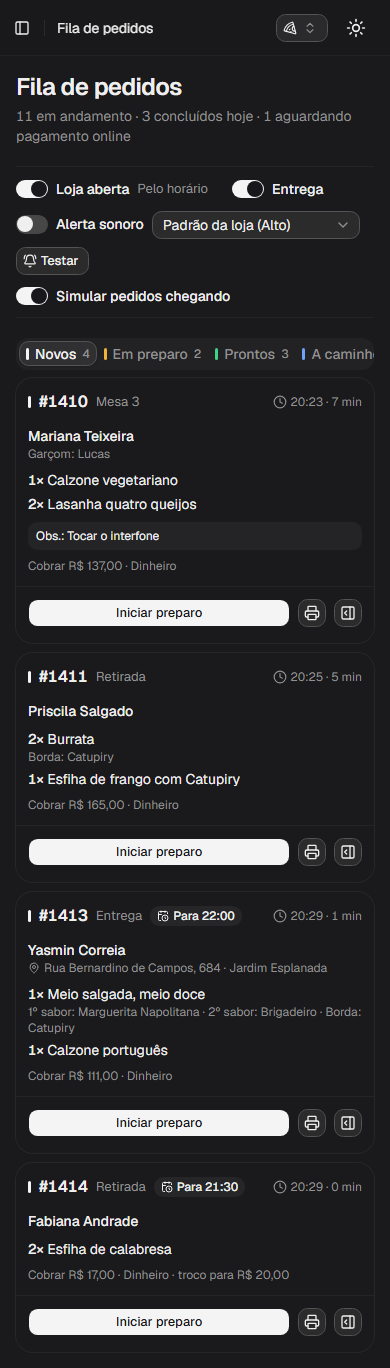 Fila de pedidos
Fila de pedidos
11 em andamento · 3 concluídos hoje · 1 aguardando
pagamento online
Loja aberta Pelo horário Entrega
Alerta sonoro Padrão da loja (Alto)
Testar
Simular pedidos chegando
Novos 4 Em preparo 2 Prontos 3 A caminh
#1410 Mesa 3 20:23 · 7 min
Mariana Teixeira
Garçom: Lucas
1× Calzone vegetariano
2× Lasanha quatro queijos
Obs.: Tocar o interfone
Cobrar R$ 137,00 · Dinheiro
Iniciar preparo
#1411 Retirada 20:25 · 5 min
Priscila Salgado
2× Burrata
Borda: Catupiry
1× Esfiha de frango com Catupiry
Cobrar R$ 165,00 · Dinheiro
Iniciar preparo
#1413 Entrega Para 22:00 20:29 · 1 min
Yasmin Correia
Rua Bernardino de Campos, 684 · Jardim Esplanada
1× Meio salgada, meio doce
1º sabor: Marguerita Napolitana · 2º sabor: Brigadeiro · Borda:
Catupiry
1× Calzone português
Cobrar R$ 111,00 · Dinheiro
Iniciar preparo
#1414 Retirada Para 21:30 20:29 · 0 min
Fabiana Andrade
2× Esfiha de calabresa
Cobrar R$ 17,00 · Dinheiro · troco para R$ 20,00
Iniciar preparo